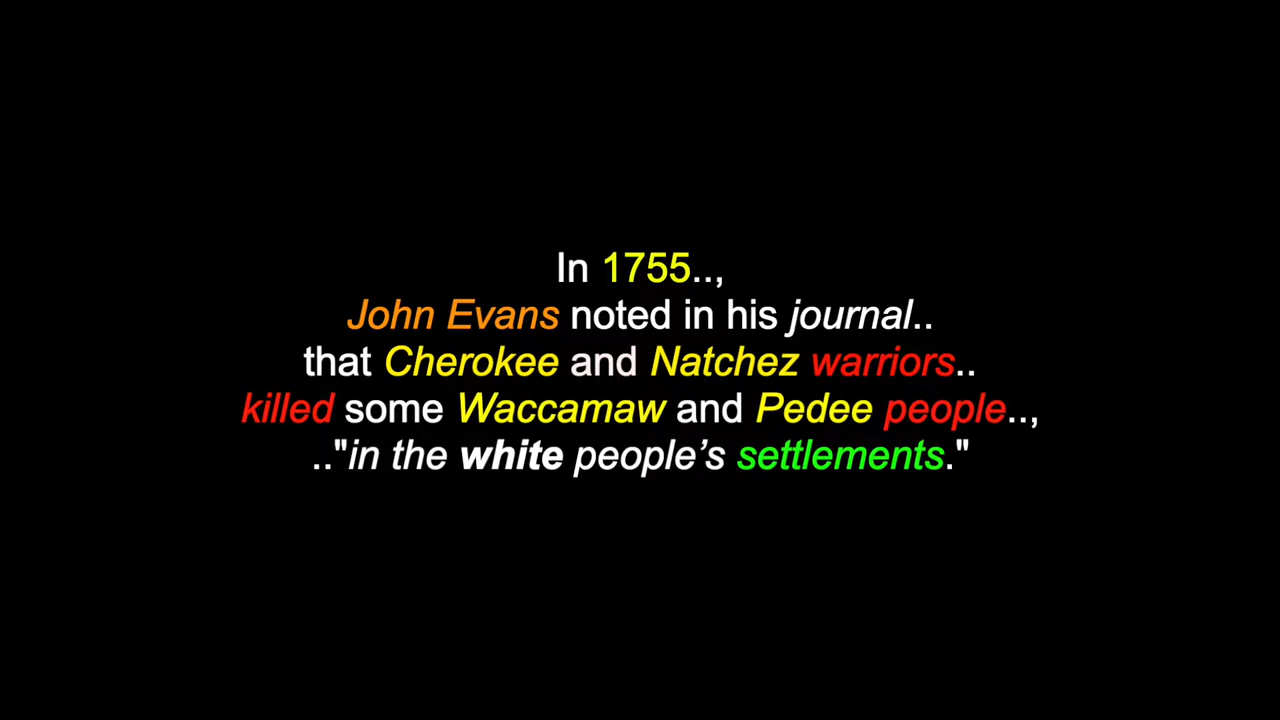 In 1755..,
John Evans noted in his journal..
that Cherokee and Natchez warriors..
killed some Waccamaw and Pedee people..,
.."in the white people’s settlements."